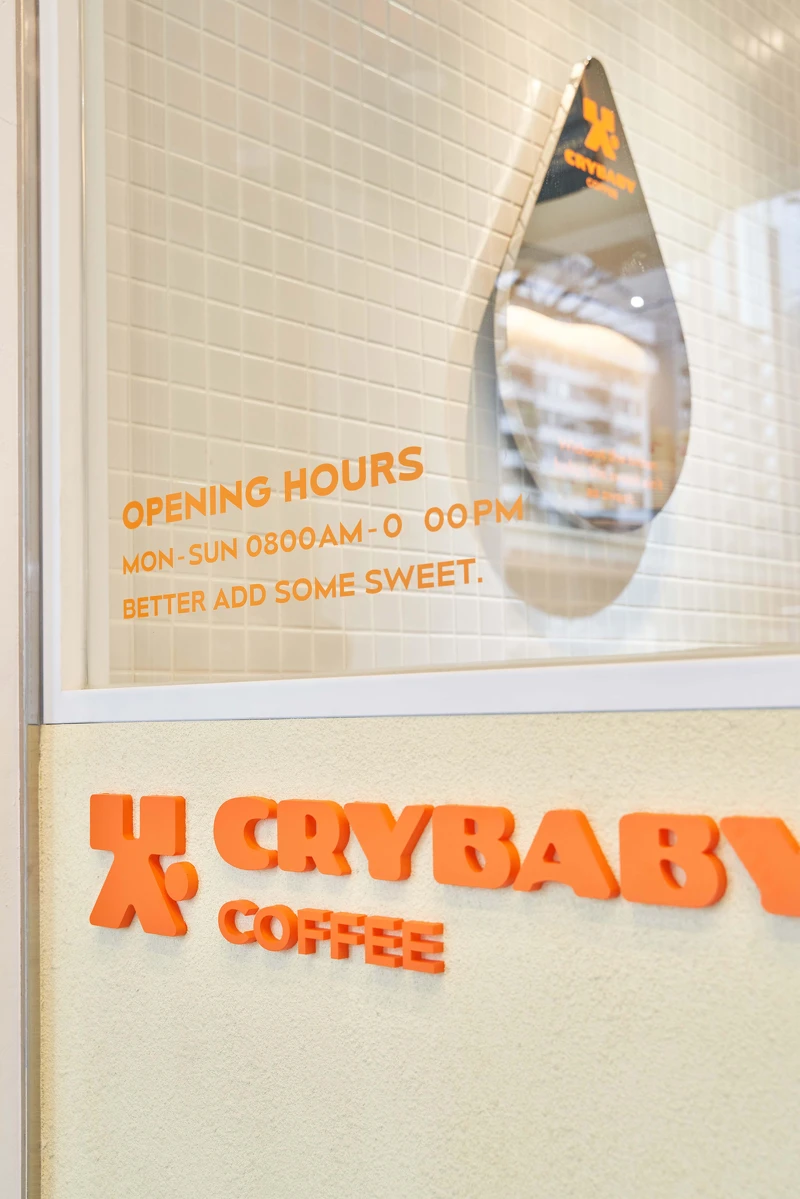 CRYBABY
COFFEE
OPENING HOURS
MON-SUN 0800AM-0 00PM
BETTER ADD SOME SWEET.
CRYBABY
COFFEE